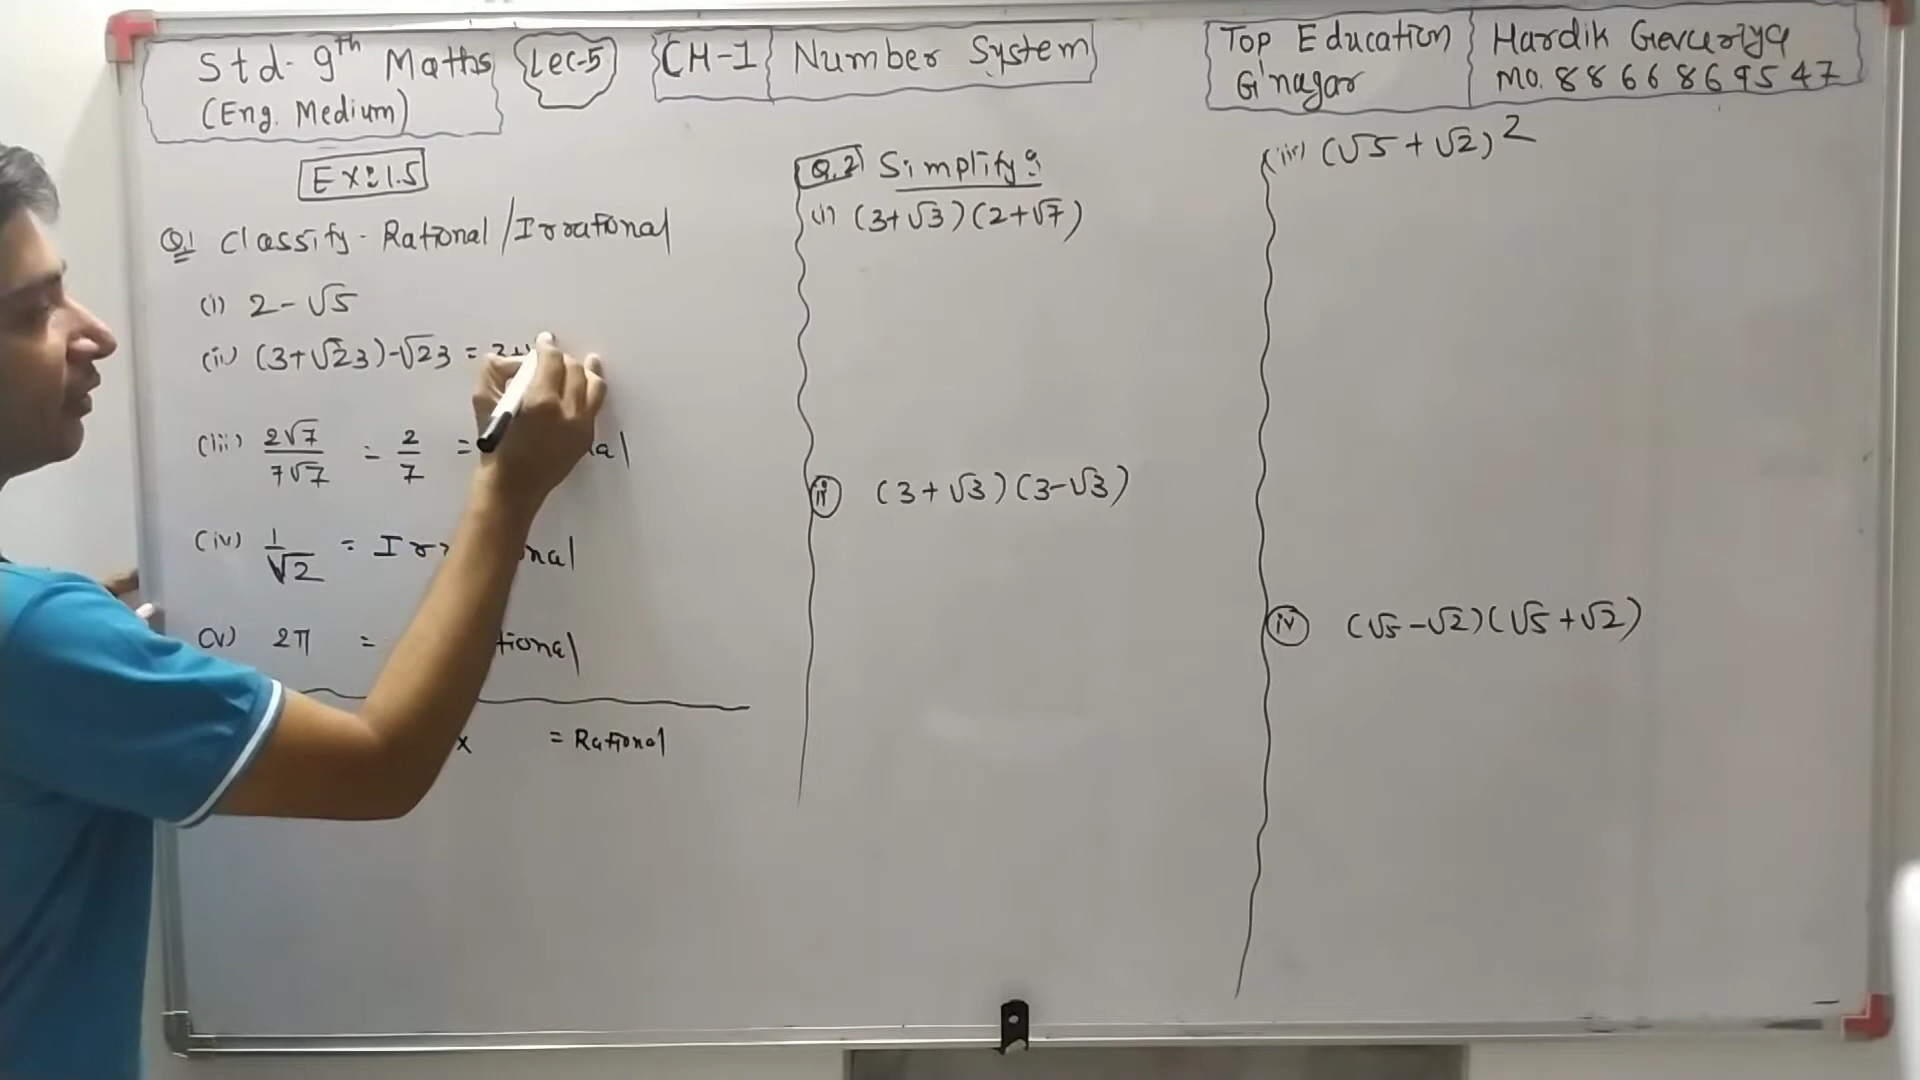 Std. 9th Maths
(Eng. Medium)
Lec-5
CH-1 Number System
Top Education
G'nagar
Hardik Gevariya
Mo. 8866869547
Ex: 1.5
Q.1 Classify - Rational/Irrational
(i) 2-√5
(ii) (3+√23)-√23 = 3+
(iii) 2√7/7√7 = 2/7 =
(iv) 1/√2 =
(v) 2π =
x = Rational
Q.2 Simplify:
(i) (3+√3)(2+√7)
ii (3+√3)(3-√3)
(iii) (√5+√2)2
iv (√5-√2)(√5+√2)